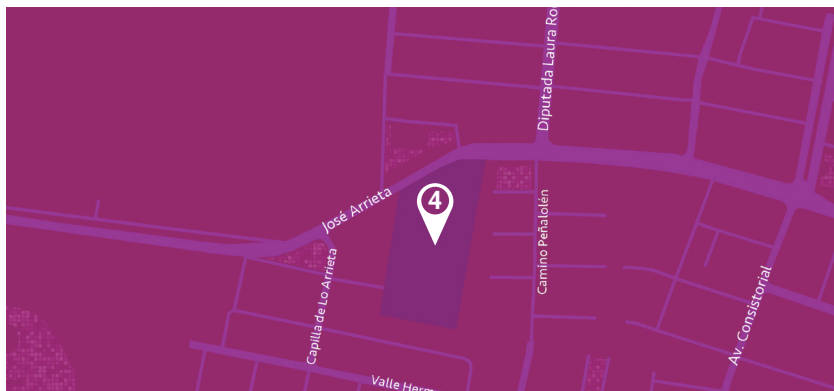 Diputada Laura Ro
José Arrieta
4
Camino Peñalolén
Capilla de Lo Arrieta
Av. Consistorial
Valle Herm